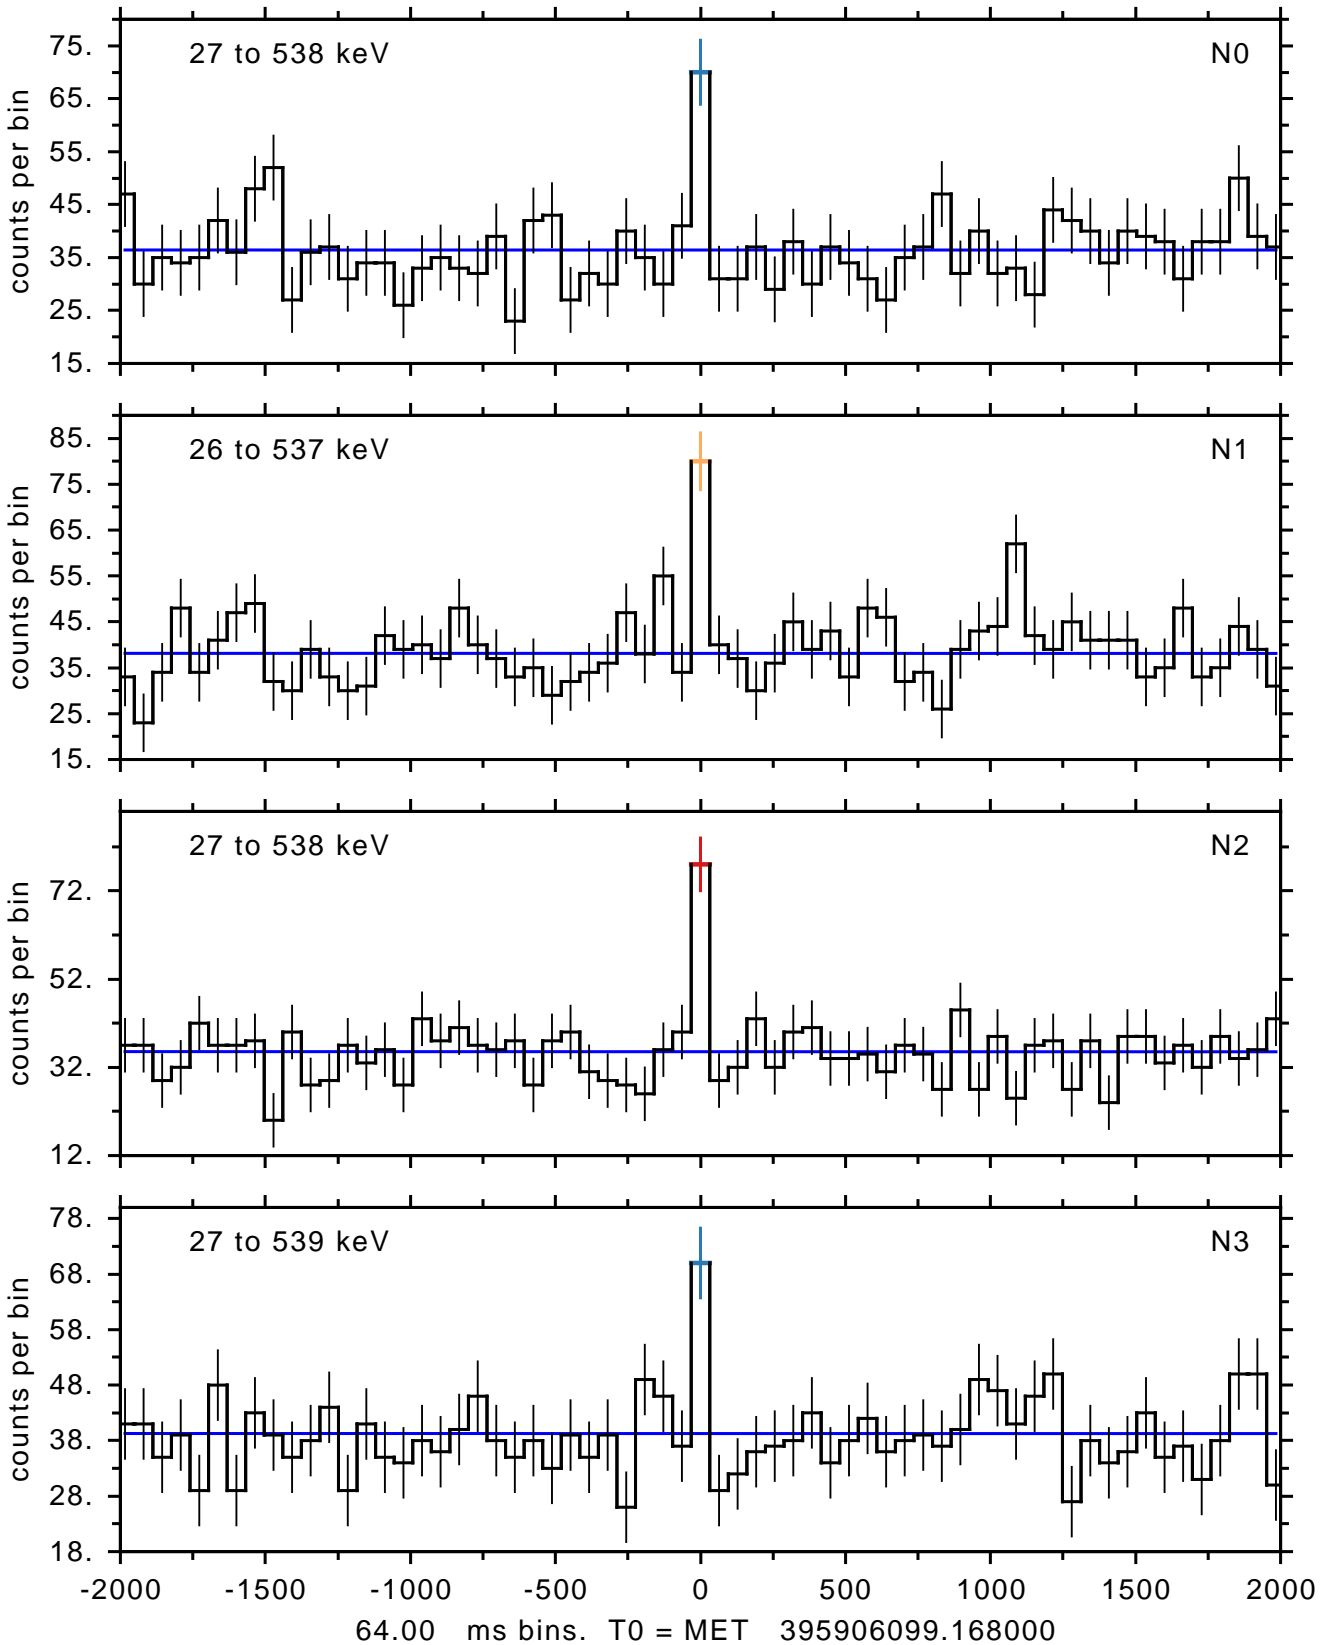 75.
65.
55.
45.
35.
25.
15.
counts per bin
27 to 538 keV
N0
85.
75.
65.
55.
45.
35.
25.
15.
counts per bin
26 to 537 keV
N1
72.
52.
32.
12.
counts per bin
27 to 538 keV
N2
78.
68.
58.
48.
38.
28.
18.
counts per bin
27 to 539 keV
N3
-2000 -1500 -1000 -500 0 500 1000 1500 2000
64.00 ms bins. T0 = MET 395906099.168000